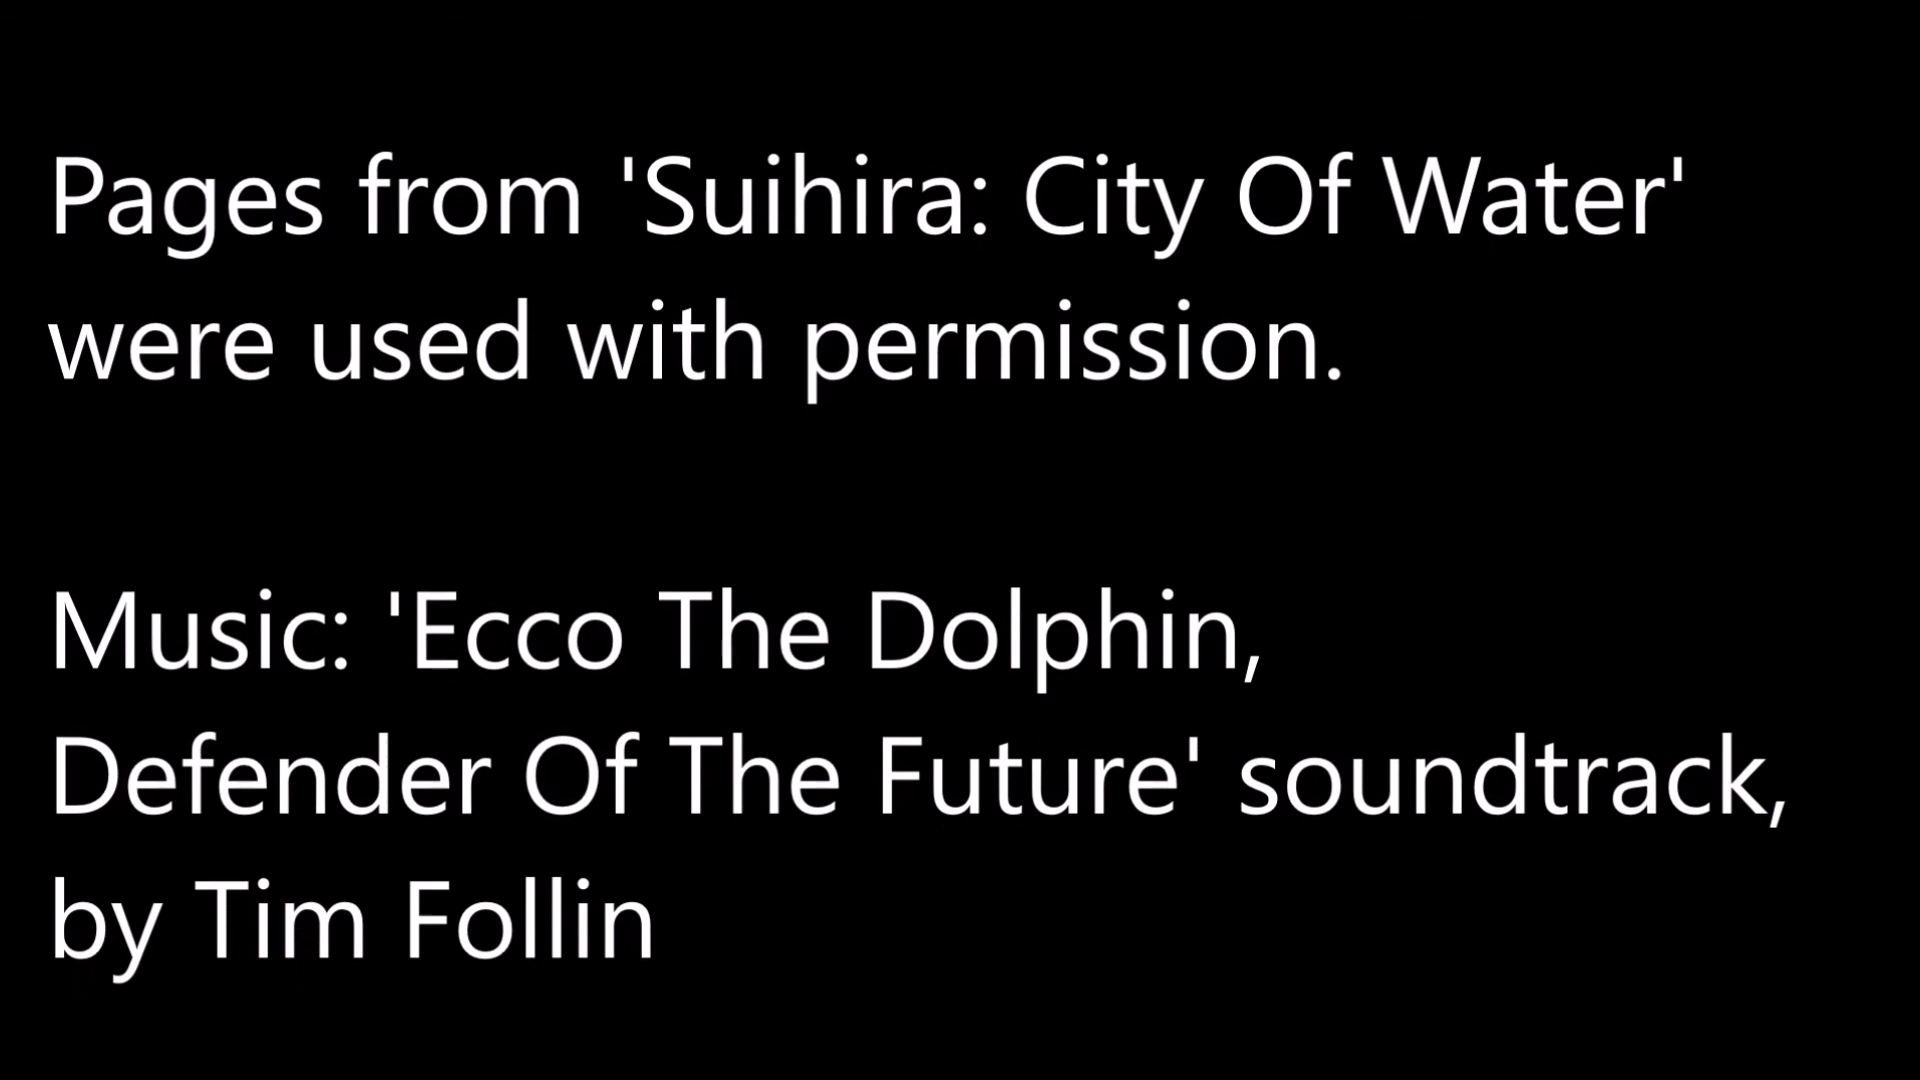 Pages from 'Suihira: City Of Water'
were used with permission.
Music: 'Ecco The Dolphin,
Defender Of The Future' soundtrack,
by Tim Follin